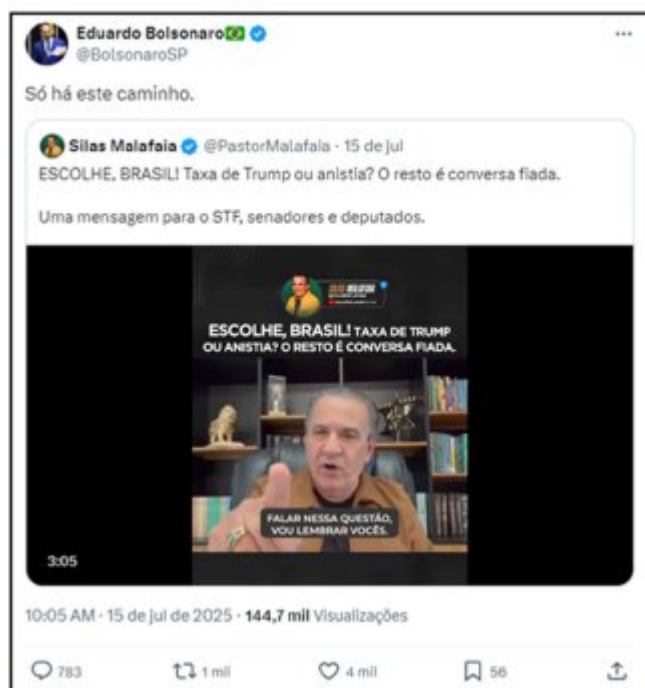 Eduardo Bolsonaro🇧🇷
@BolsonaroSP
Só há este caminho.
Silas Malafaia @PastorMalafaia · 15 de jul
ESCOLHE, BRASIL! Taxa de Trump ou anistia? O resto é conversa fiada.
Uma mensagem para o STF, senadores e deputados.
SILAS MALAFAIA
ESCOLHE, BRASIL! TAXA DE TRUMP
OU ANISTIA? O RESTO É CONVERSA FIADA.
FALAR NESSA QUESTÃO,
VOU LEMBRAR VOCÊS.
3:05
10:05 AM · 15 de jul de 2025 · 144,7 mil Visualizações
783 1 mil 4 mil 56